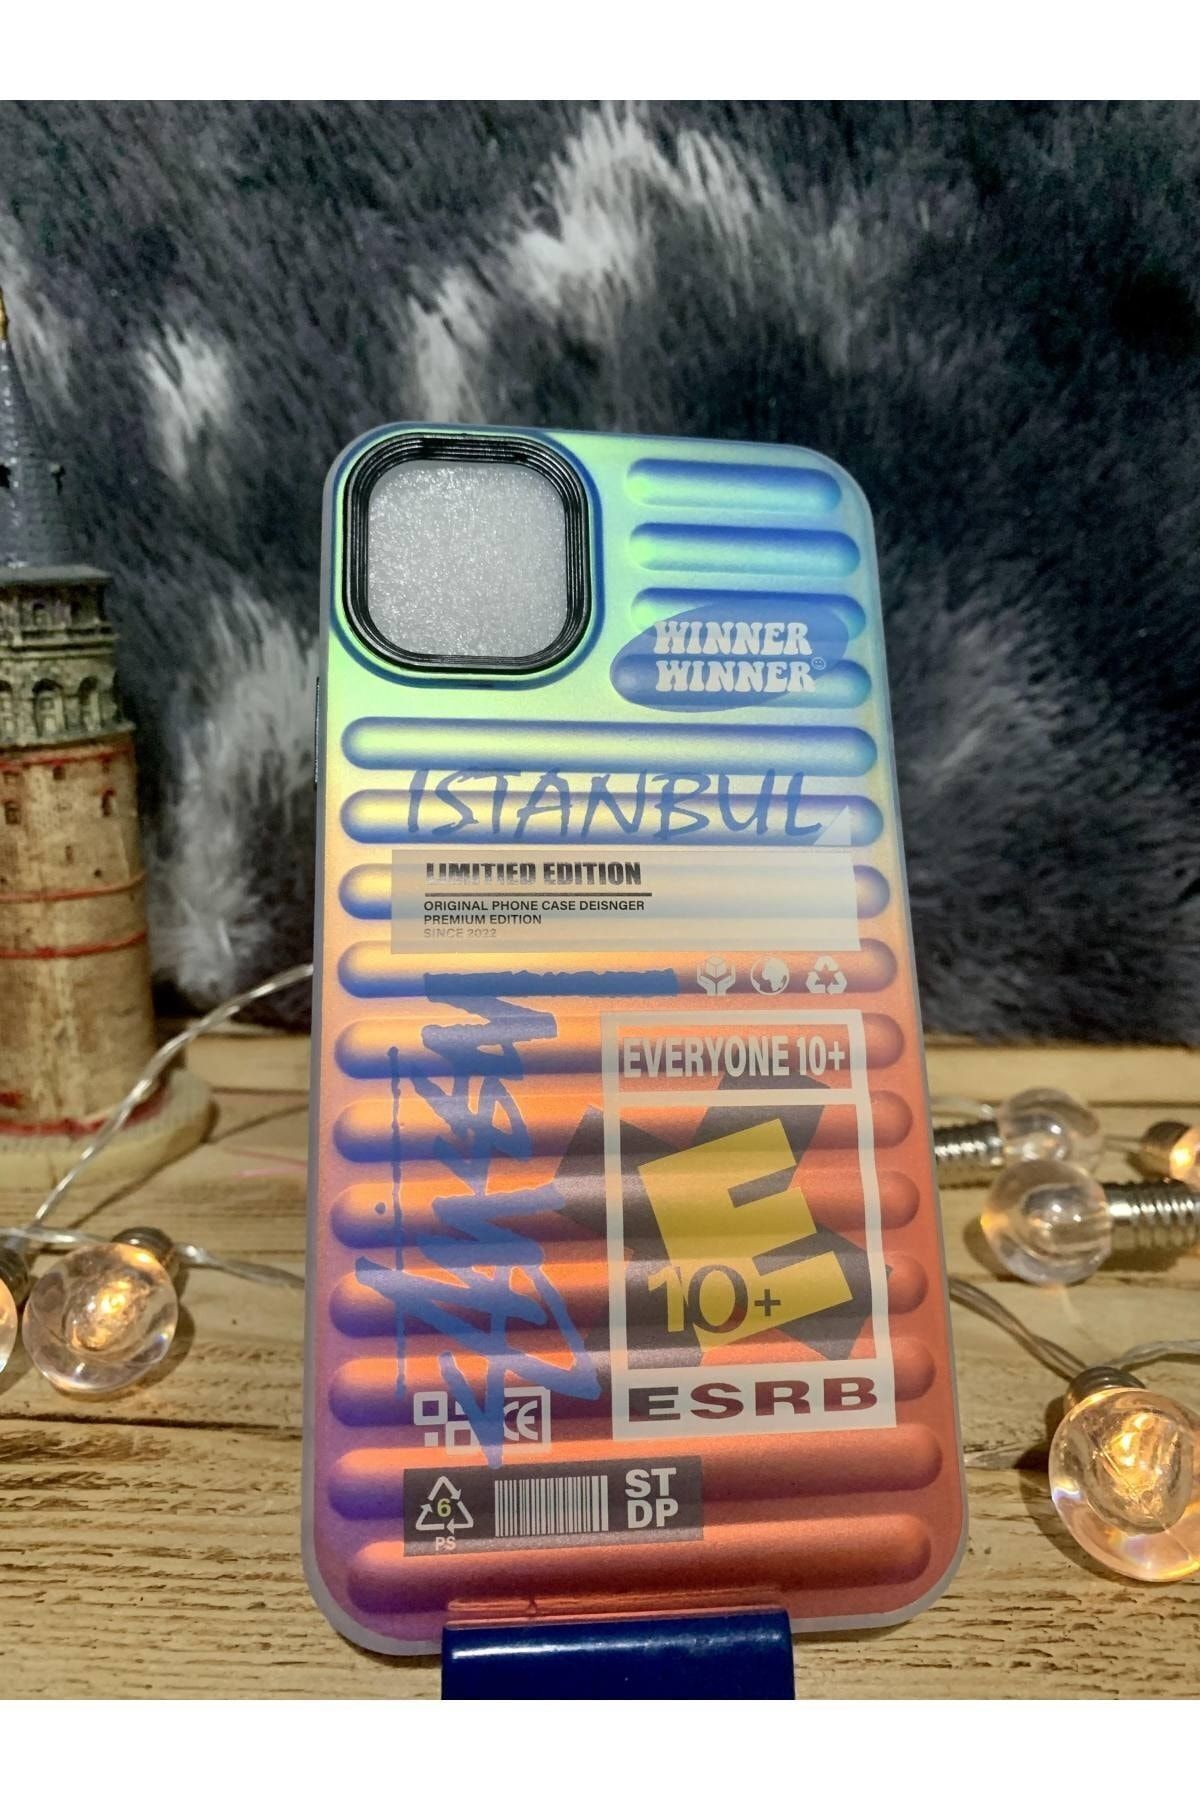 WINNER
WINNER
ISTANBUL
LIMITIED EDITION
ORIGINAL PHONE CASE DEISNGER
PREMIUM EDITION
SINCE 2022
EVERYONE 10+
E
10+
ESRB
CE
6
PS
ST
DP